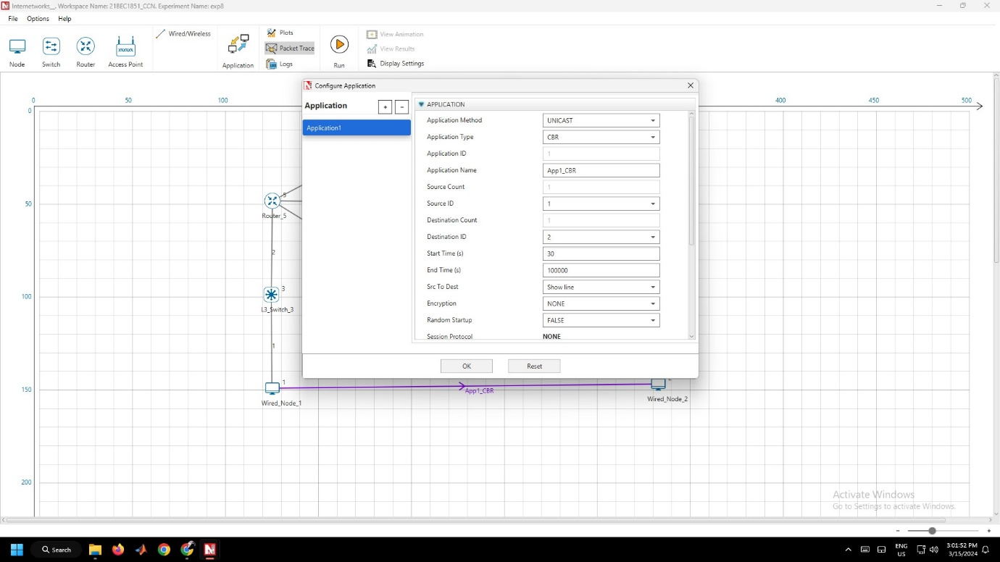 Internetworks__. Workspace Name: 21BEC1851_CCN. Experiment Name: exp8
File Options Help
Node
Switch
Router
Access Point
Wired/Wireless
Application
Plots
Packet Trace
Logs
Run
View Animation
View Results
Display Settings
Configure Application
Application + -
Application1
APPLICATION
Application Method UNICAST
Application Type CBR
Application ID 1
Application Name App1_CBR
Source Count 1
Source ID 1
Destination Count 1
Destination ID 2
Start Time (s) 30
End Time (s) 100000
Src To Dest Show line
Encryption NONE
Random Startup FALSE
Session Protocol NONE
OK Reset
0 50 100 400 450 500
0
50
100
150
200
5
Router_5
2
3
L3_Switch_3
1
1
Wired_Node_1
App1_CBR
Wired_Node_2
Activate Windows
Go to Settings to activate Windows.
- +
Search
ENG
US
3:01:52 PM
3/15/2024